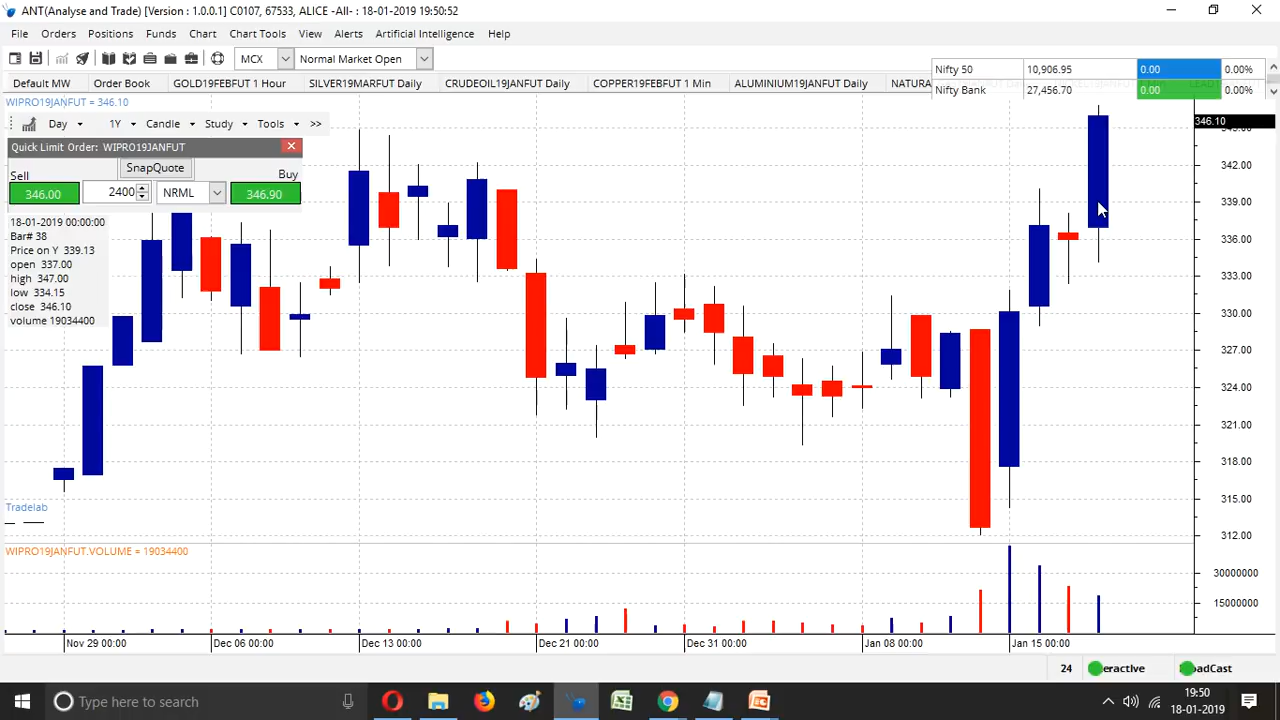 ANT(Analyse and Trade) [Version : 1.0.0.1] C0107, 67533, ALICE -All- : 18-01-2019 19:50:52
File Orders Positions Funds Chart Chart Tools View Alerts Artificial Intelligence Help
MCX Normal Market Open
Nifty 50 10,906.95 0.00 0.00%
Default MW Order Book GOLD19FEBFUT 1 Hour SILVER19MARFUT Daily CRUDEOIL19JANFUT Daily COPPER19FEBFUT 1 Min ALUMINIUM19JANFUT Daily
Nifty Bank 27,456.70 0.00 0.00%
WIPRO19JANFUT = 346.10
Day 1Y Candle Study Tools >>
346.10
Quick Limit Order: WIPRO19JANFUT
SnapQuote
Sell Buy
346.00 2400 NRML 346.90
18-01-2019 00:00:00
Bar# 38
Price on Y 339.13
open 337.00
high 347.00
low 334.15
close 346.10
volume 19034400
342.00
339.00
336.00
333.00
330.00
327.00
324.00
321.00
318.00
315.00
312.00
Tradelab
WIPRO19JANFUT.VOLUME = 19034400
30000000
15000000
Nov 29 00:00 Dec 06 00:00 Dec 13 00:00 Dec 21 00:00 Dec 31 00:00 Jan 08 00:00 Jan 15 00:00
24
Type here to search
19:50
18-01-2019